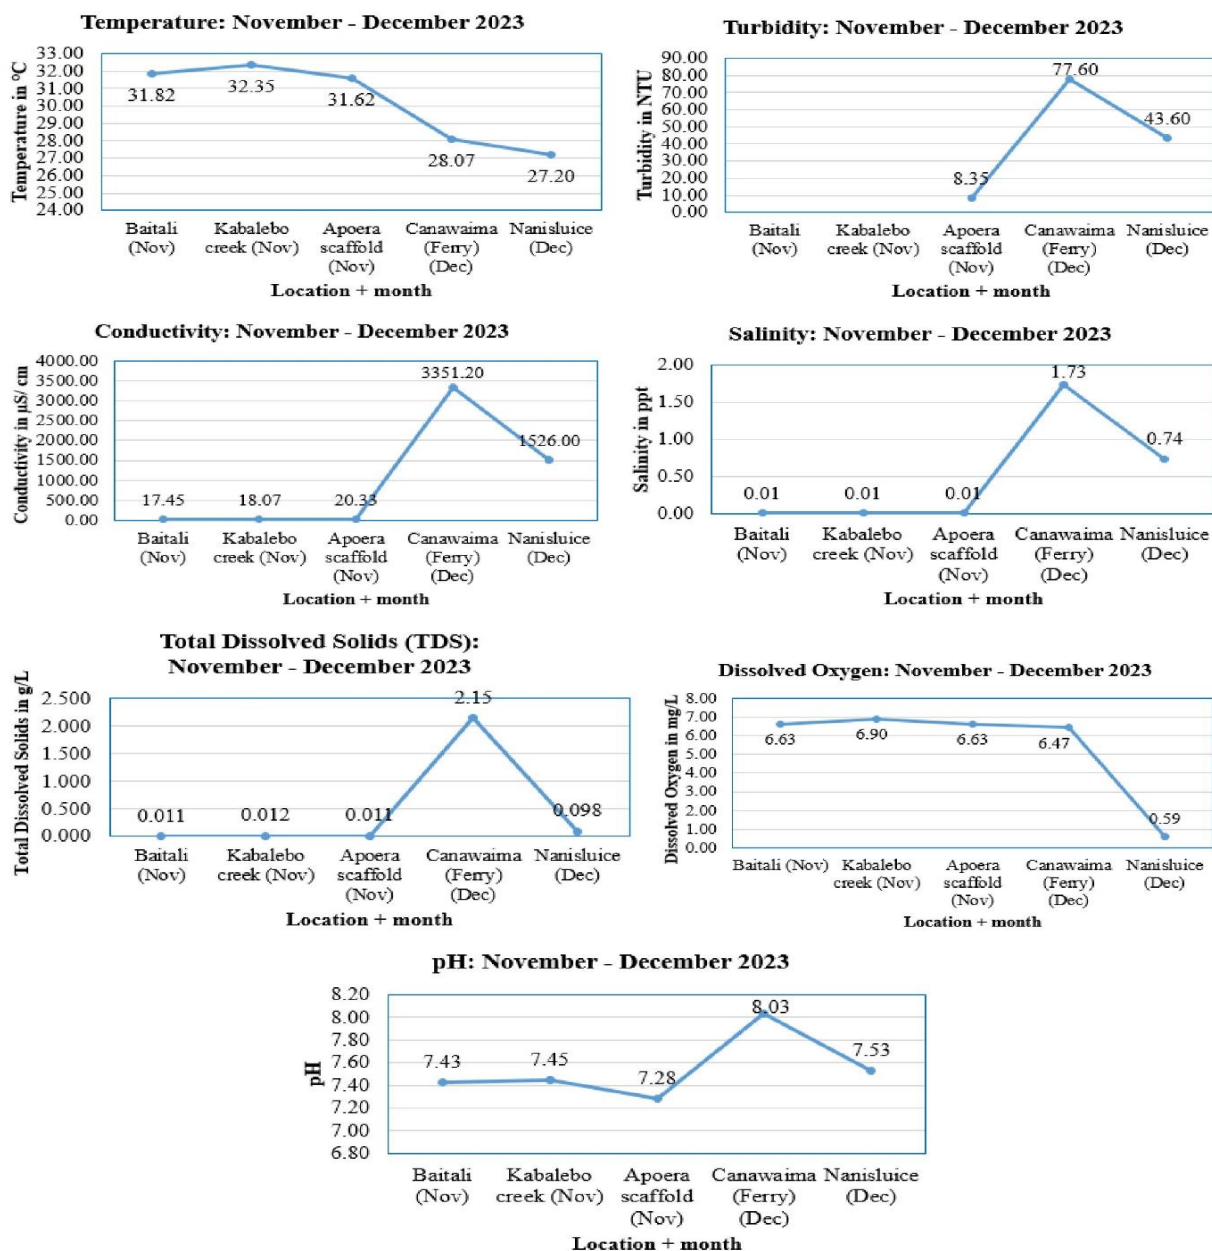 Temperature: November - December 2023
Temperature in °C
33.00
32.00
31.00
30.00
29.00
28.00
27.00
26.00
25.00
24.00
31.82
32.35
31.62
28.07
27.20
Baitali
(Nov)
Kabalebo
creek (Nov)
Apoera
scaffold
(Nov)
Canawaima
(Ferry)
(Dec)
Nanisluice
(Dec)
Location + month
Turbidity: November - December 2023
Turbidity in NTU
90.00
80.00
70.00
60.00
50.00
40.00
30.00
20.00
10.00
0.00
8.35
77.60
43.60
Baitali
(Nov)
Kabalebo
creek (Nov)
Apoera
scaffold
(Nov)
Canawaima
(Ferry)
(Dec)
Nanisluice
(Dec)
Location + month
Conductivity: November - December 2023
Conductivity in µS/ cm
4000.00
3500.00
3000.00
2500.00
2000.00
1500.00
1000.00
500.00
0.00
17.45
18.07
20.33
3351.20
1526.00
Baitali
(Nov)
Kabalebo
creek (Nov)
Apoera
scaffold
(Nov)
Canawaima
(Ferry)
(Dec)
Nanisluice
(Dec)
Location + month
Salinity: November - December 2023
Salinity in ppt
2.00
1.50
1.00
0.50
0.00
0.01
0.01
0.01
1.73
0.74
Baitali
(Nov)
Kabalebo
creek (Nov)
Apoera
scaffold
(Nov)
Canawaima
(Ferry)
(Dec)
Nanisluice
(Dec)
Location + month
Total Dissolved Solids (TDS):
November - December 2023
Total Dissolved Solids in g/L
2.500
2.000
1.500
1.000
0.500
0.000
0.011
0.012
0.011
2.15
0.098
Baitali
(Nov)
Kabalebo
creek (Nov)
Apoera
scaffold
(Nov)
Canawaima
(Ferry)
(Dec)
Nanisluice
(Dec)
Location + month
Dissolved Oxygen: November - December 2023
Dissolved Oxygen in mg/L
8.00
7.00
6.00
5.00
4.00
3.00
2.00
1.00
0.00
6.63
6.90
6.63
6.47
0.59
Baitali (Nov)
Kabalebo
creek (Nov)
Apoera
scaffold
(Nov)
Canawaima
(Ferry)
(Dec)
Nanisluice
(Dec)
Location + month
pH: November - December 2023
pH
8.20
8.00
7.80
7.60
7.40
7.20
7.00
6.80
7.43
7.45
7.28
8.03
7.53
Baitali
(Nov)
Kabalebo
creek (Nov)
Apoera
scaffold
(Nov)
Canawaima
(Ferry)
(Dec)
Nanisluice
(Dec)
Location + month